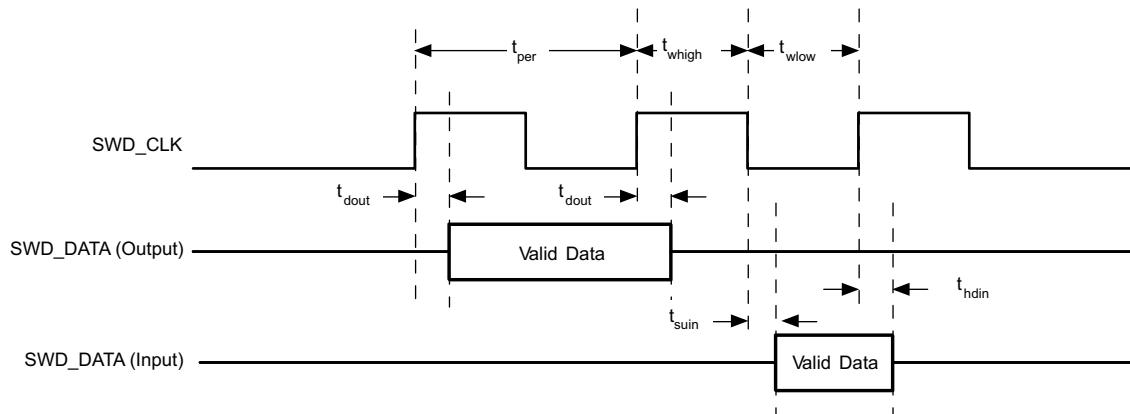 t_per
t_whigh
t_wlow
SWD_CLK
t_dout
t_dout
SWD_DATA (Output)
Valid Data
t_hdin
t_suin
SWD_DATA (Input)
Valid Data